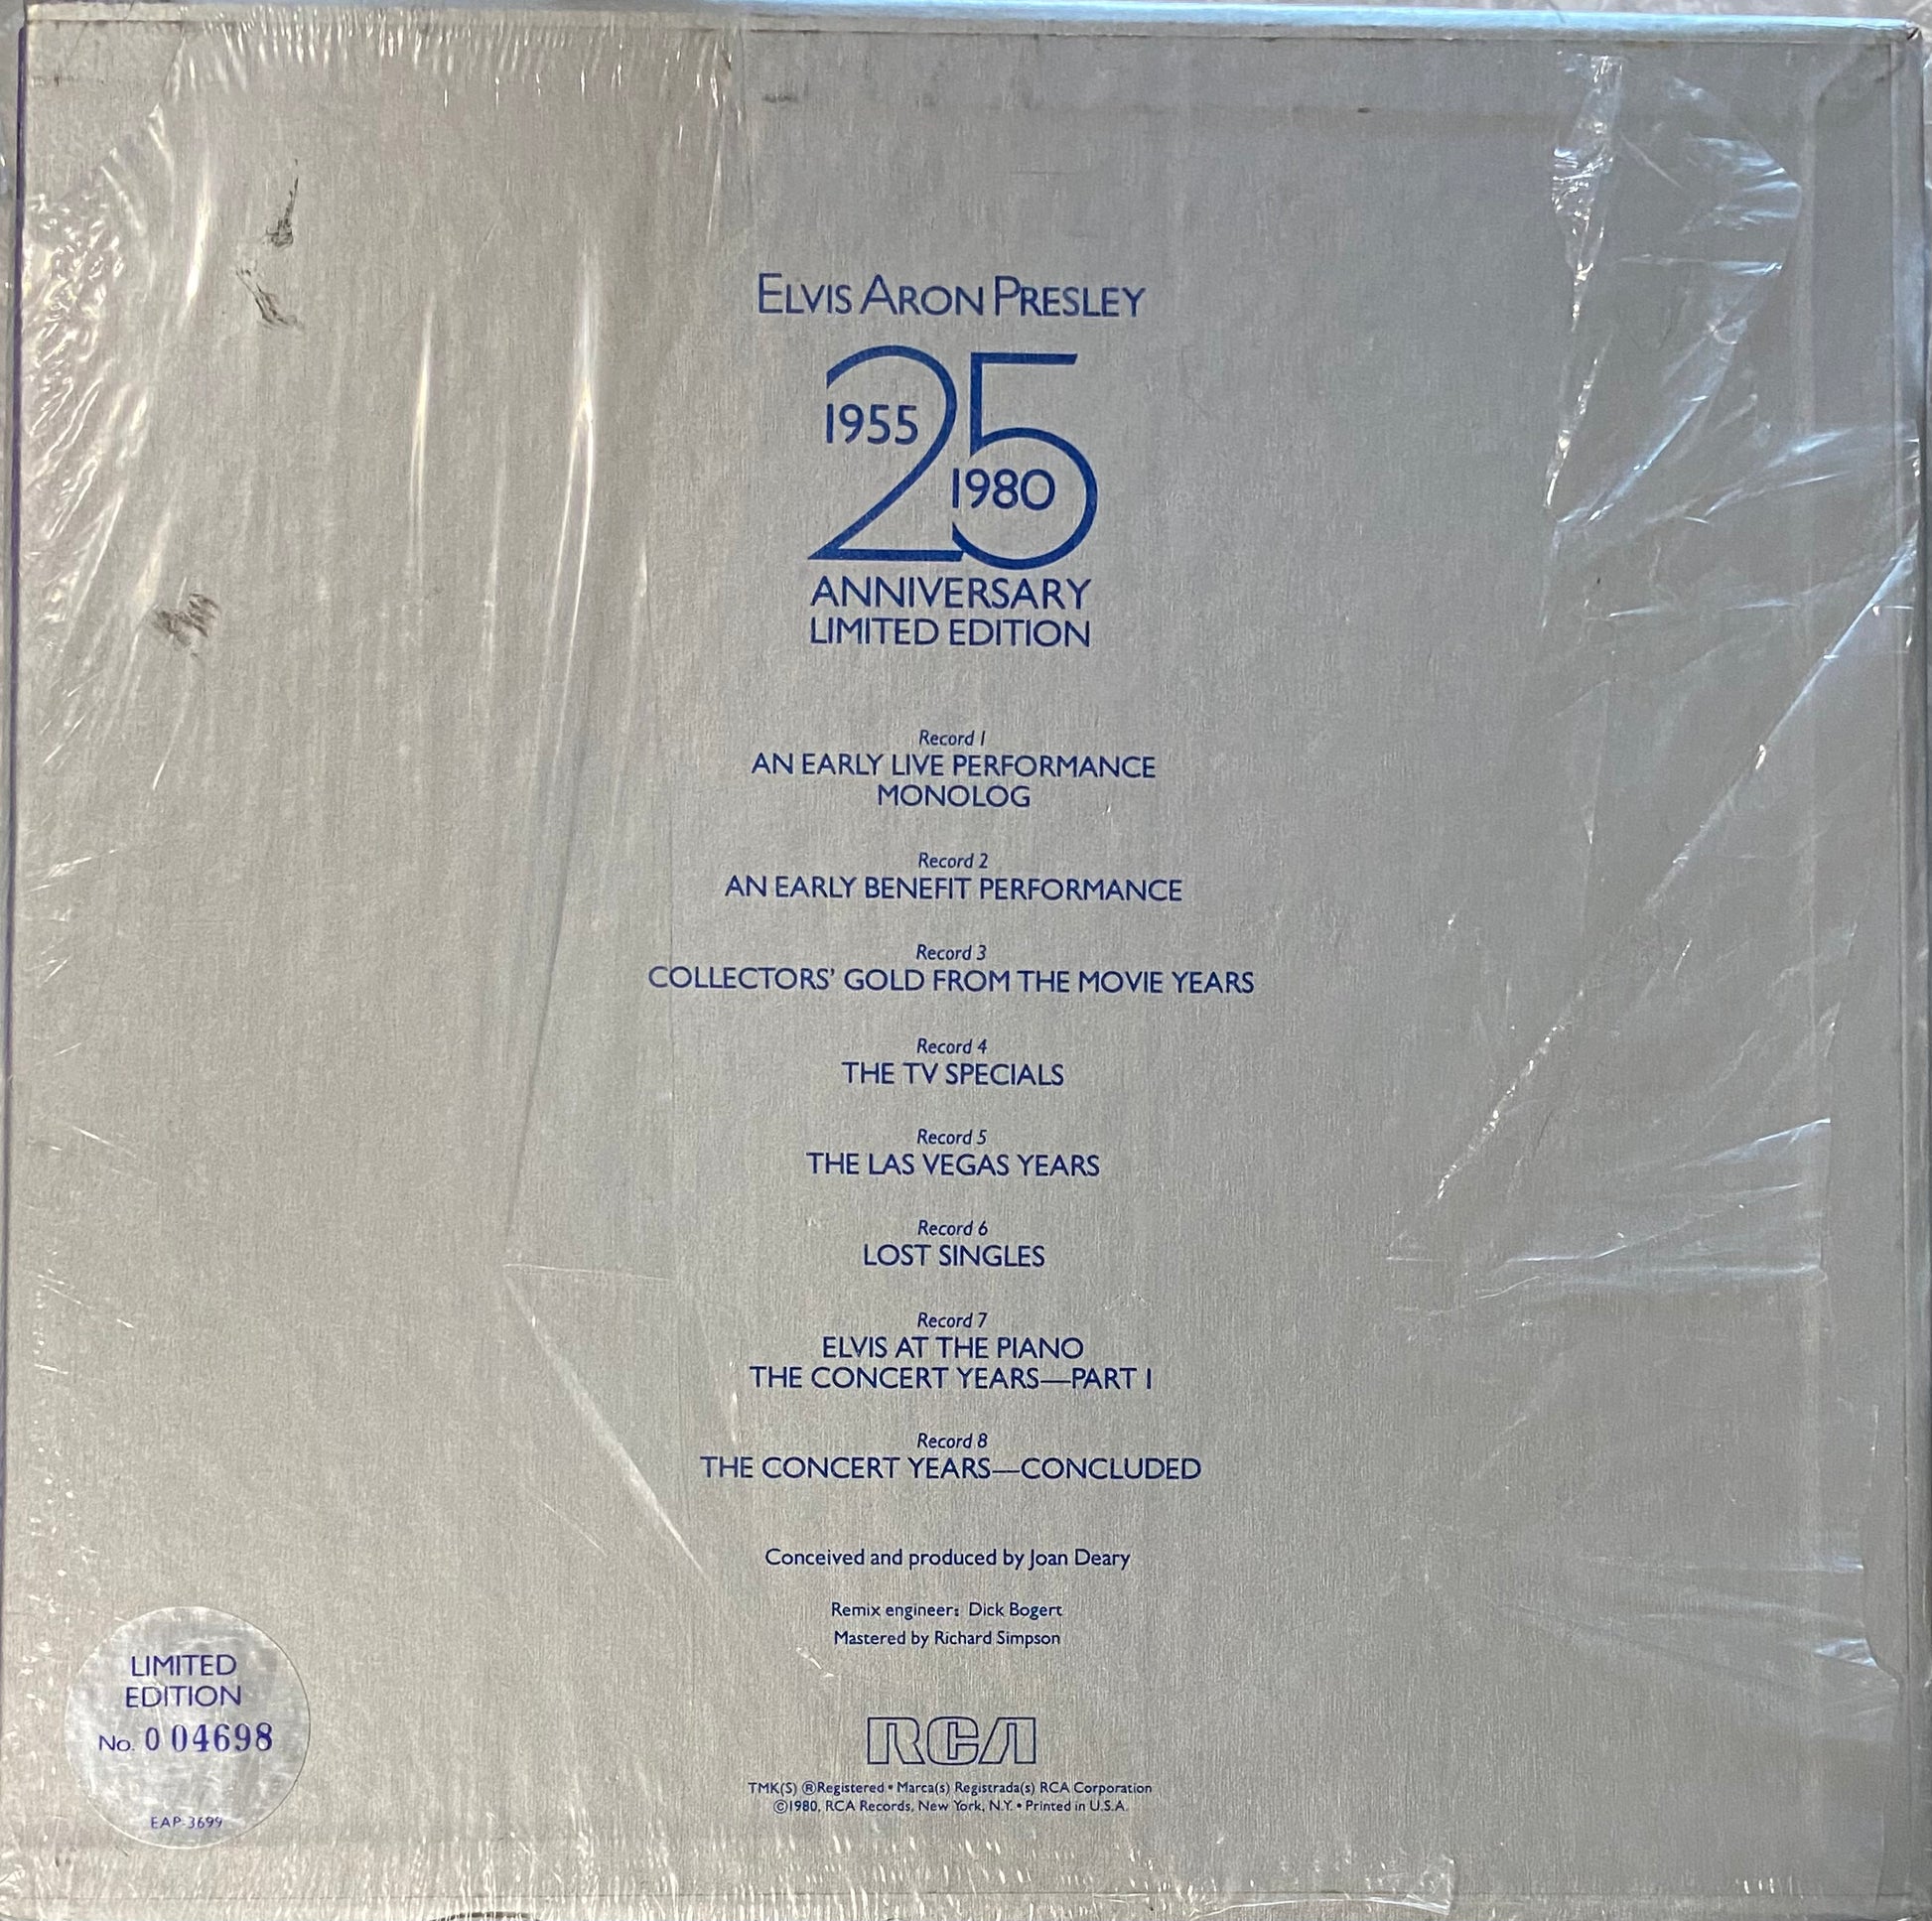 ELVIS ARON PRESLEY
25
1955
1980
ANNIVERSARY
LIMITED EDITION
Record 1
AN EARLY LIVE PERFORMANCE
MONOLOG
Record 2
AN EARLY BENEFIT PERFORMANCE
Record 3
COLLECTORS' GOLD FROM THE MOVIE YEARS
Record 4
THE TV SPECIALS
Record 5
THE LAS VEGAS YEARS
Record 6
LOST SINGLES
Record 7
ELVIS AT THE PIANO
THE CONCERT YEARS—PART I
Record 8
THE CONCERT YEARS—CONCLUDED
Conceived and produced by Joan Deary
Remix engineer: Dick Bogert
Mastered by Richard Simpson
RCA
TMK(S) ®Registered • Marca(s) Registrada(s) RCA Corporation
©1980, RCA Records, New York, N.Y. • Printed in U.S.A.
LIMITED
EDITION
No. 004698
EAP-3699